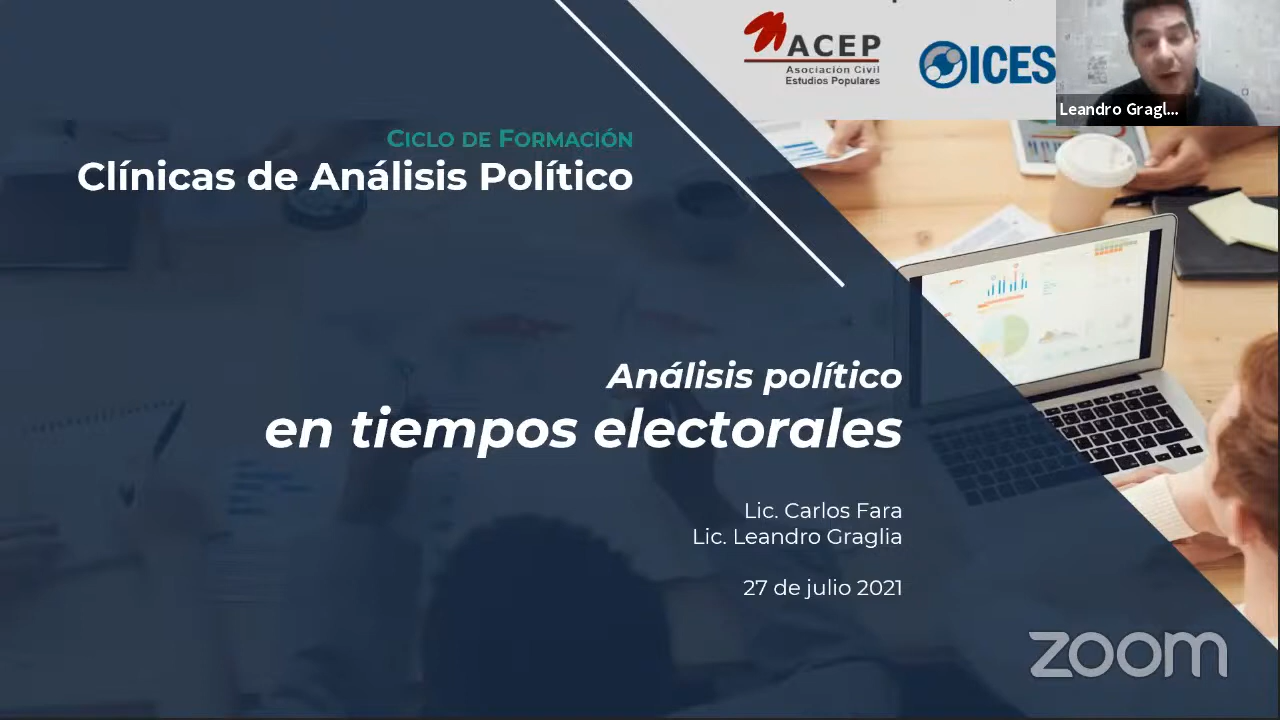 ACEP
Asociación Civil
Estudios Populares
ICES
Leandro Gragl...
CICLO DE FORMACIÓN
Clínicas de Análisis Político
Análisis político
en tiempos electorales
Lic. Carlos Fara
Lic. Leandro Graglia
27 de julio 2021
zoom